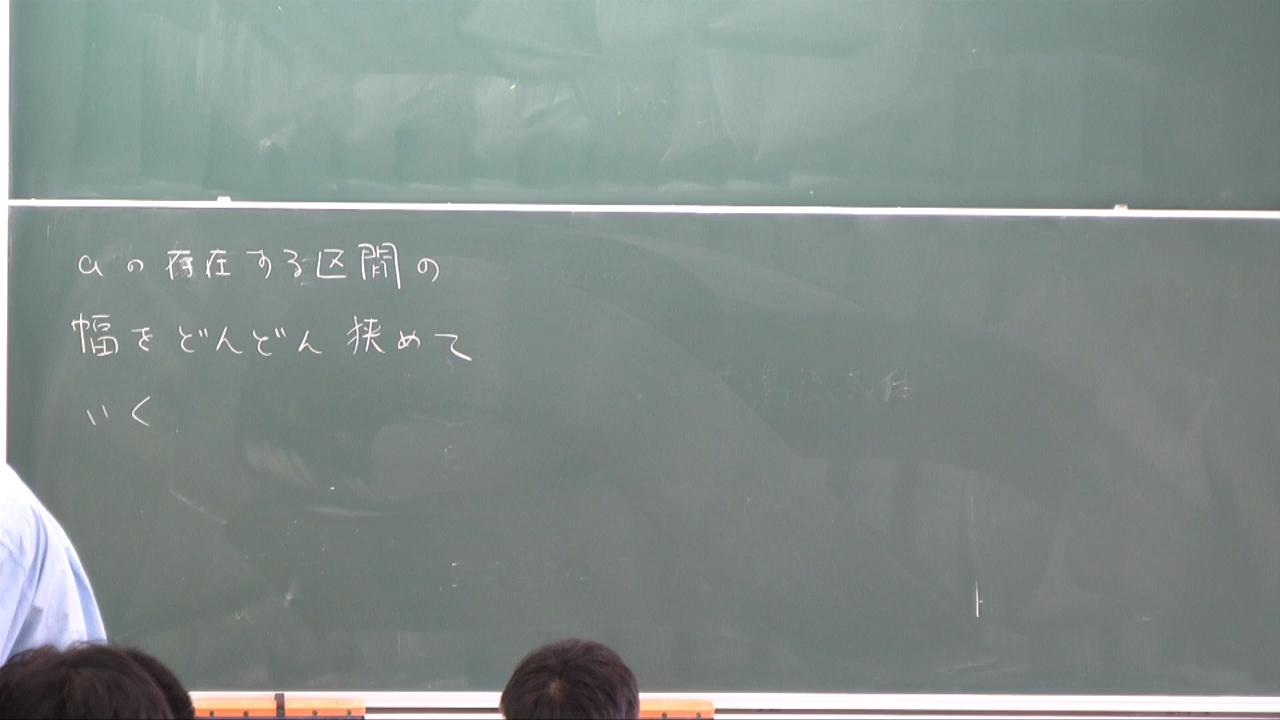 aの存在する区間の
幅をどんどん狭めて
いく